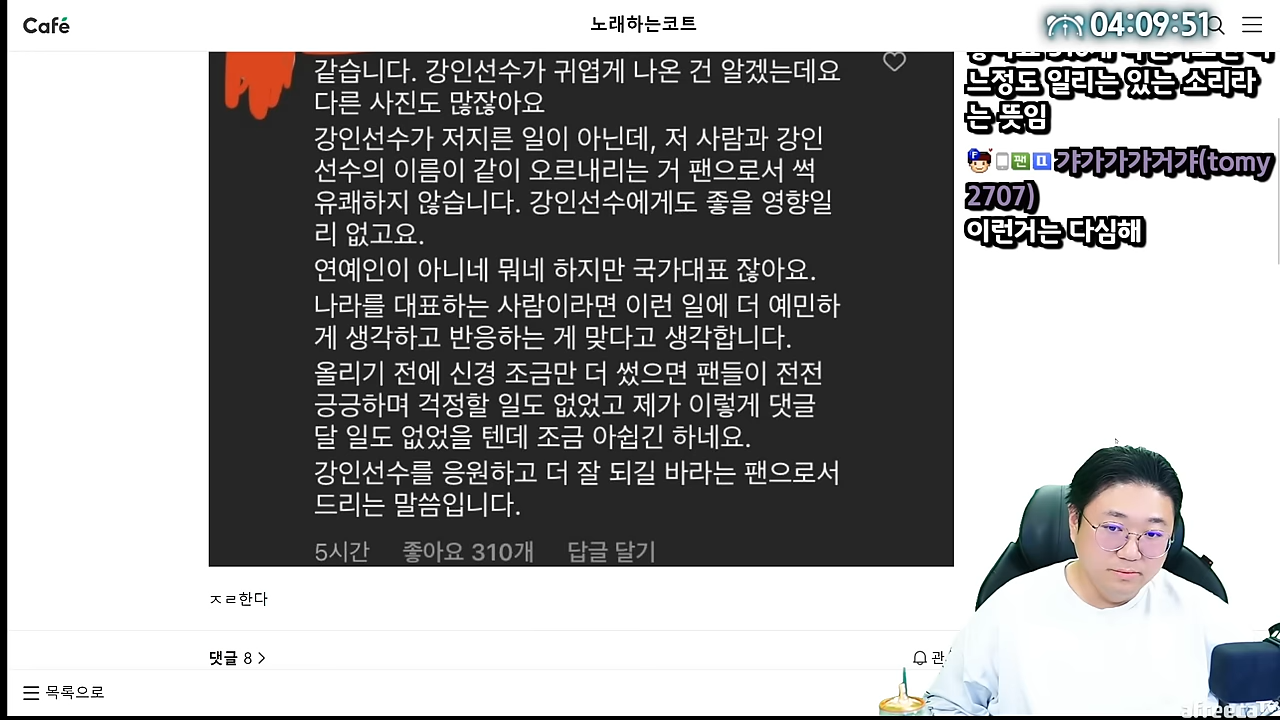 Café
노래하는코트
04:09:51
같습니다. 강인선수가 귀엽게 나온 건 알겠는데요
다른 사진도 많잖아요
강인선수가 저지른 일이 아닌데, 저 사람과 강인
선수의 이름이 같이 오르내리는 거 팬으로서 썩
유쾌하지 않습니다. 강인선수에게도 좋을 영향일
리 없고요.
연예인이 아니네 뭐네 하지만 국가대표 잖아요.
나라를 대표하는 사람이라면 이런 일에 더 예민하
게 생각하고 반응하는 게 맞다고 생각합니다.
올리기 전에 신경 조금만 더 썼으면 팬들이 전전
긍긍하며 걱정할 일도 없었고 제가 이렇게 댓글
달 일도 없었을 텐데 조금 아쉽긴 하네요.
강인선수를 응원하고 더 잘 되길 바라는 팬으로서
드리는 말씀입니다.
5시간 좋아요 310개 답글 달기
ㅈㄹ한다
댓글 8
관
목록으로
느정도 일리는 있는 소리라
는 뜻임
팬
갸가가가거갸(tomy
2707)
이런거는 다심해
afreecaTV